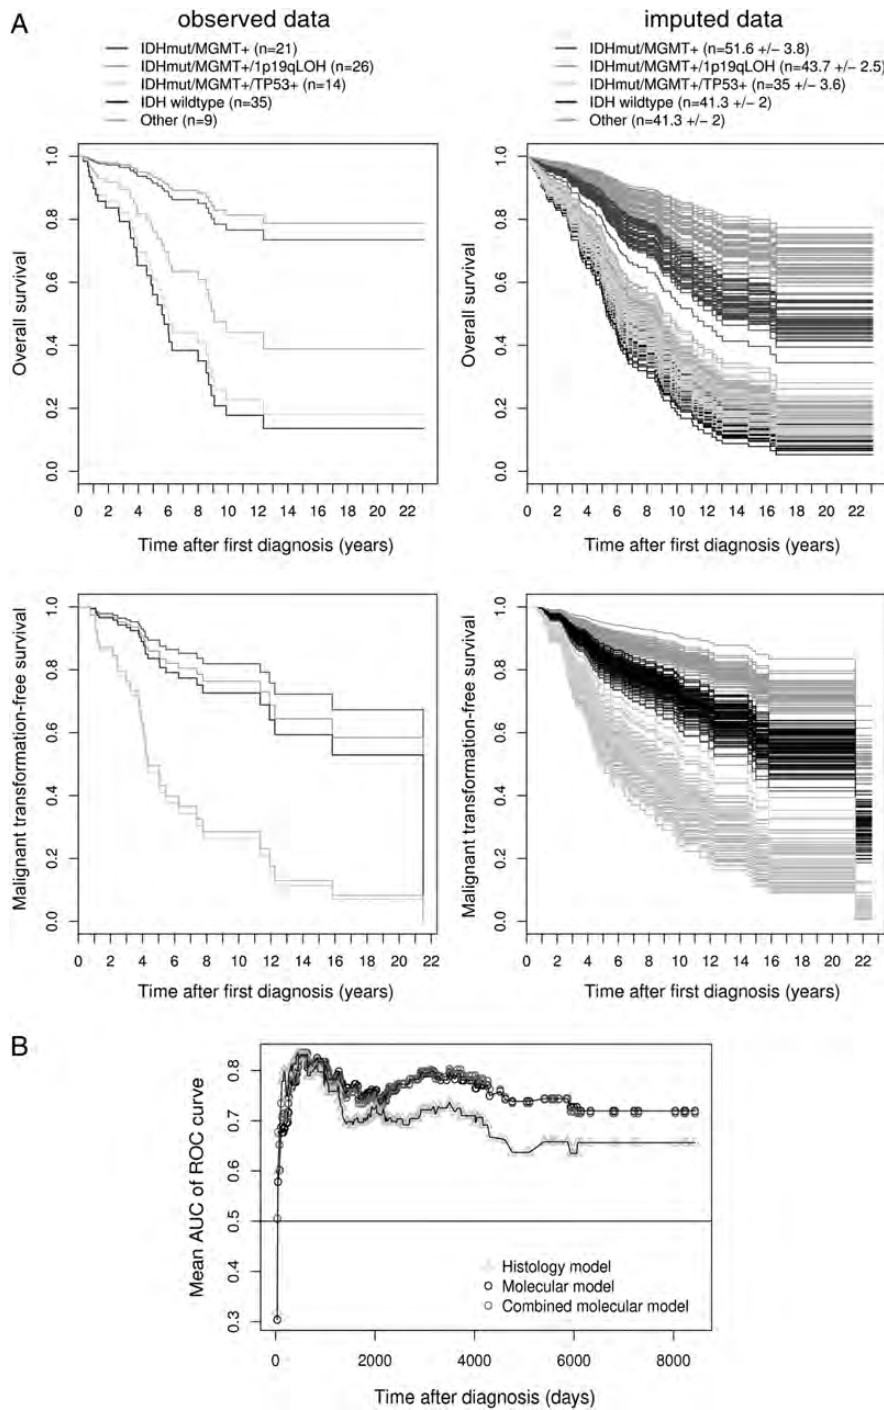 A
observed data
IDHmut/MGMT+ (n=21)
IDHmut/MGMT+/1p19qLOH (n=26)
IDHmut/MGMT+/TP53+ (n=14)
IDH wildtype (n=35)
Other (n=9)
imputed data
IDHmut/MGMT+ (n=51.6 +/− 3.8)
IDHmut/MGMT+/1p19qLOH (n=43.7 +/− 2.5)
IDHmut/MGMT+/TP53+ (n=35 +/− 3.6)
IDH wildtype (n=41.3 +/− 2)
Other (n=41.3 +/− 2)
Overall survival
1.0
0.8
0.6
0.4
0.2
0.0
0 2 4 6 8 10 12 14 16 18 20 22
Time after first diagnosis (years)
Overall survival
1.0
0.8
0.6
0.4
0.2
0.0
0 2 4 6 8 10 12 14 16 18 20 22
Time after first diagnosis (years)
Malignant transformation-free survival
1.0
0.8
0.6
0.4
0.2
0.0
0 2 4 6 8 10 12 14 16 18 20 22
Time after first diagnosis (years)
Malignant transformation-free survival
1.0
0.8
0.6
0.4
0.2
0.0
0 2 4 6 8 10 12 14 16 18 20 22
Time after first diagnosis (years)
B
Mean AUC of ROC curve
0.8
0.7
0.6
0.5
0.4
0.3
Histology model
Molecular model
Combined molecular model
0 2000 4000 6000 8000
Time after diagnosis (days)